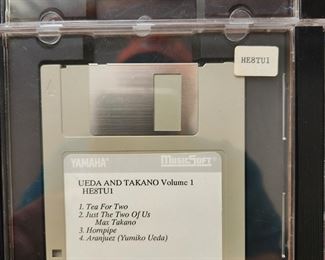 HE8TU1
YAMAHA MUSICSOFT
UEDA AND TAKANO Volume 1
HE8TU1
1. Tea For Two
2. Just The Two Of Us
Max Takano
3. Hornpipe
4. Aranjuez (Yumiko Ueda)